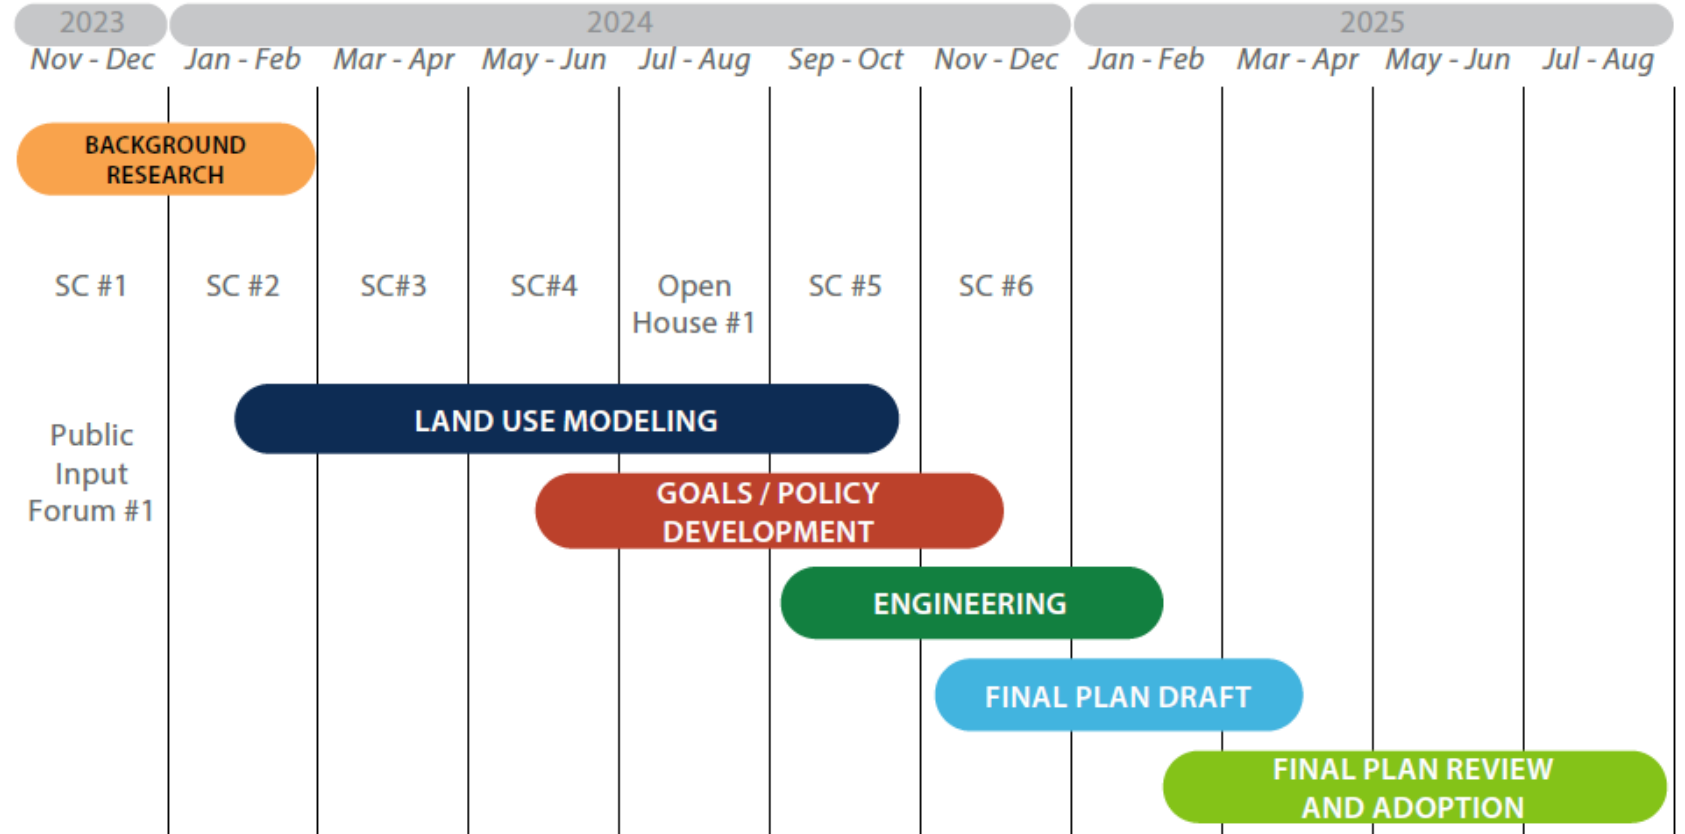 2023 2024 2025
Nov - Dec Jan - Feb Mar - Apr May - Jun Jul - Aug Sep - Oct Nov - Dec Jan - Feb Mar - Apr May - Jun Jul - Aug
BACKGROUND
RESEARCH
SC #1 SC #2 SC#3 SC#4 Open SC #5 SC #6
House #1
LAND USE MODELING
Public
Input
Forum #1
GOALS / POLICY
DEVELOPMENT
ENGINEERING
FINAL PLAN DRAFT
FINAL PLAN REVIEW
AND ADOPTION